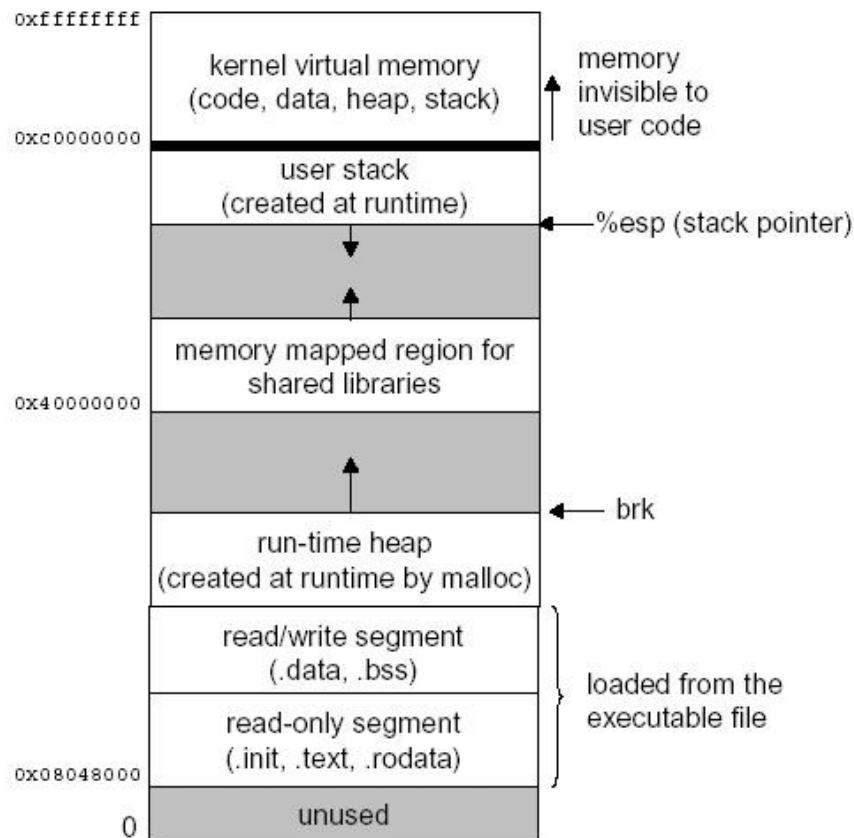 0xffffffff
kernel virtual memory
(code, data, heap, stack)
memory
invisible to
user code
0xc0000000
user stack
(created at runtime)
%esp (stack pointer)
memory mapped region for
shared libraries
0x40000000
brk
run-time heap
(created at runtime by malloc)
read/write segment
(.data, .bss)
loaded from the
executable file
read-only segment
(.init, .text, .rodata)
0x08048000
unused
0